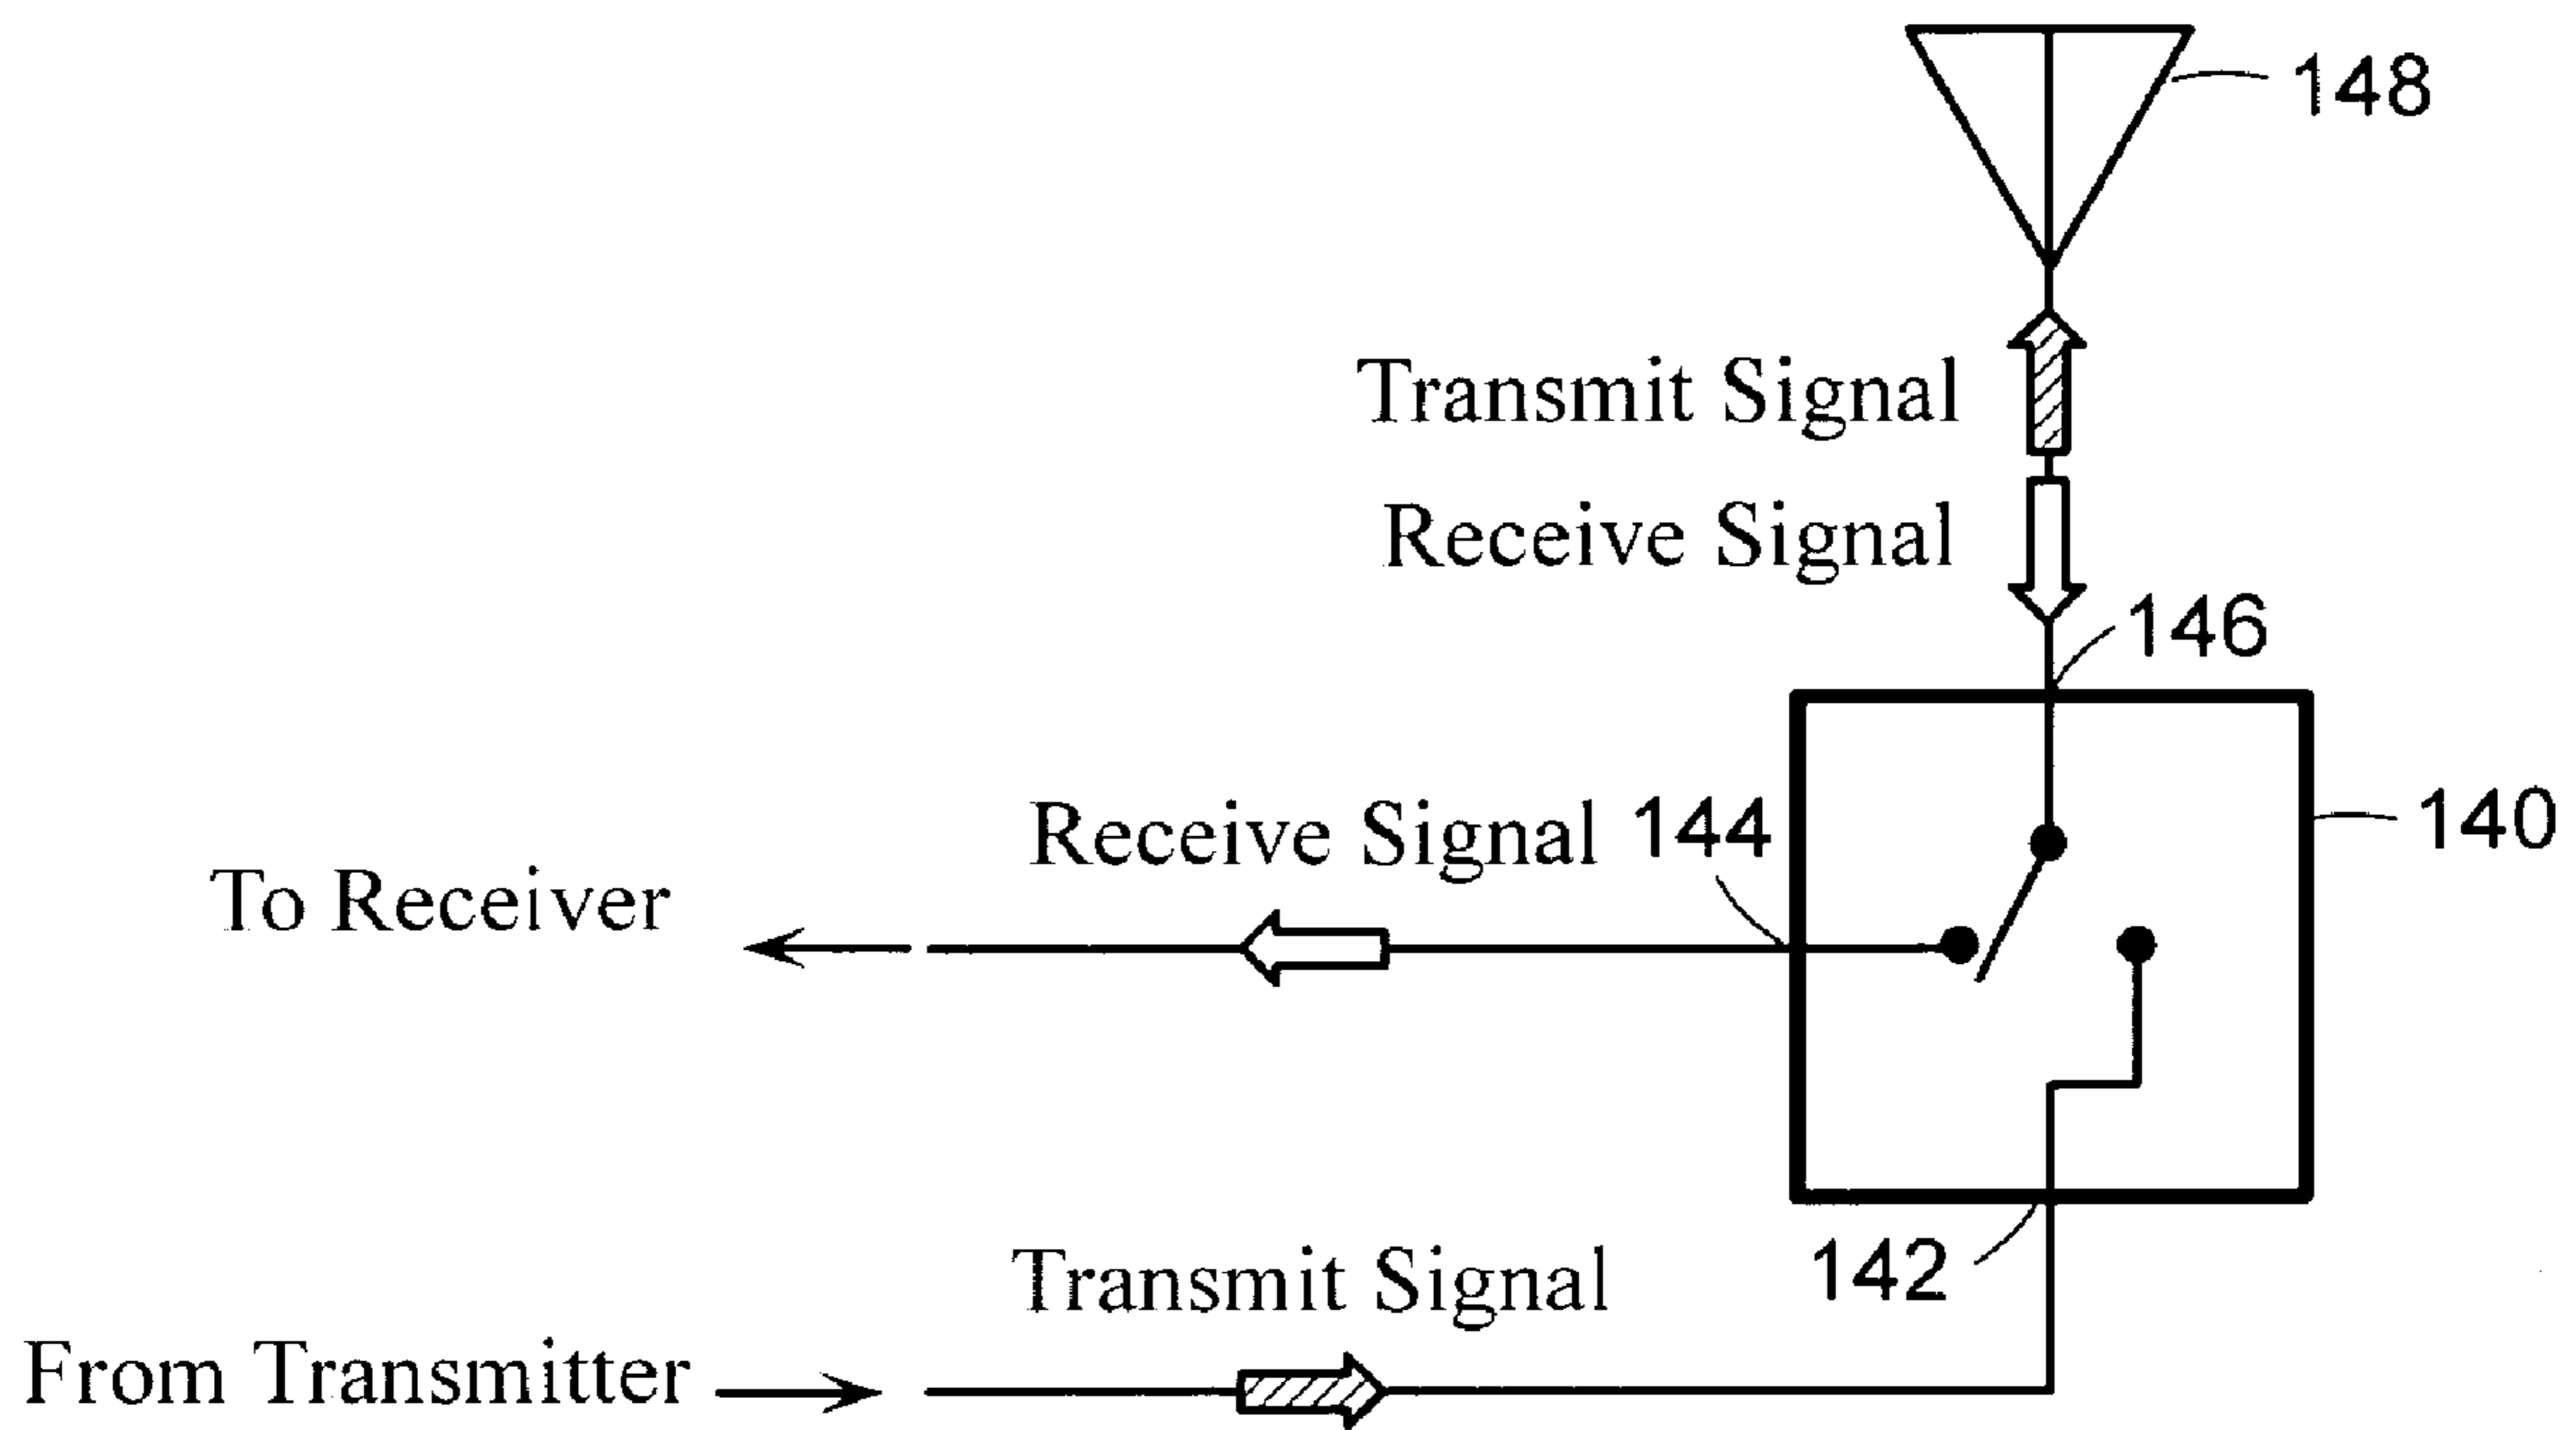 148
Transmit Signal
Receive Signal
146
Receive Signal 144
140
To Receiver
142
Transmit Signal
From Transmitter